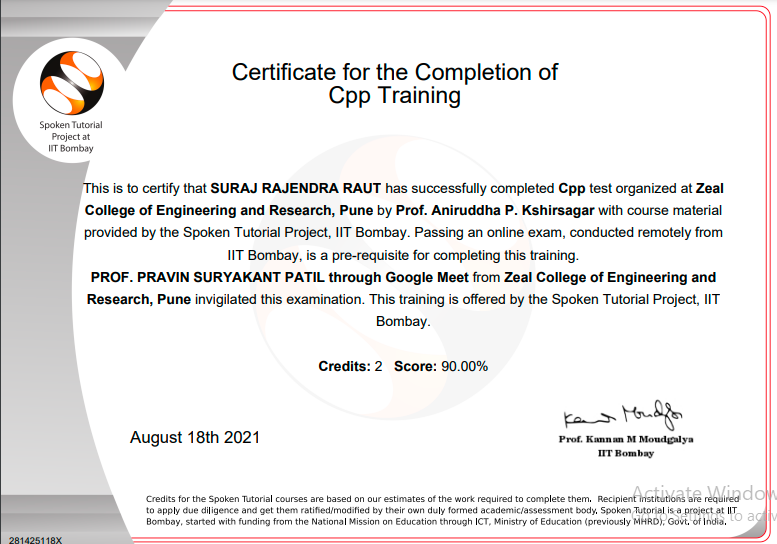 Certificate for the Completion of
Cpp Training
Spoken Tutorial
Project at
IIT Bombay
This is to certify that SURAJ RAJENDRA RAUT has successfully completed Cpp test organized at Zeal
College of Engineering and Research, Pune by Prof. Aniruddha P. Kshirsagar with course material
provided by the Spoken Tutorial Project, IIT Bombay. Passing an online exam, conducted remotely from
IIT Bombay, is a pre-requisite for completing this training.
PROF. PRAVIN SURYAKANT PATIL through Google Meet from Zeal College of Engineering and
Research, Pune invigilated this examination. This training is offered by the Spoken Tutorial Project, IIT
Bombay.
Credits: 2 Score: 90.00%
August 18th 2021
Prof. Kannan M Moudgalya
IIT Bombay
Activate Window
Go to Settings to activ
Credits for the Spoken Tutorial courses are based on our estimates of the work required to complete them. Recipient institutions are required
to apply due diligence and get them ratified/modified by their own duly formed academic/assessment body, Spoken Tutorial is a project at IIT
Bombay, started with funding from the National Mission on Education through ICT, Ministry of Education (previously MHRD), Govt. of India.
281425118X